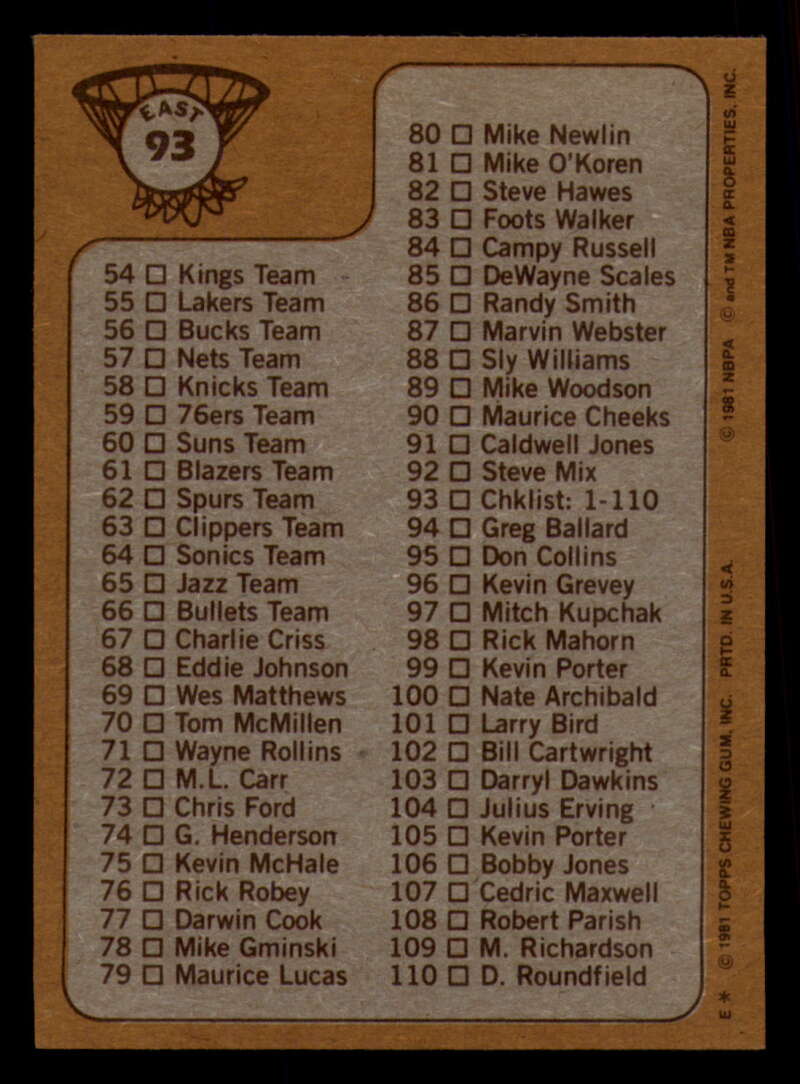 EAST
93
54 □ Kings Team
55 □ Lakers Team
56 □ Bucks Team
57 □ Nets Team
58 □ Knicks Team
59 □ 76ers Team
60 □ Suns Team
61 □ Blazers Team
62 □ Spurs Team
63 □ Clippers Team
64 □ Sonics Team
65 □ Jazz Team
66 □ Bullets Team
67 □ Charlie Criss
68 □ Eddie Johnson
69 □ Wes Matthews
70 □ Tom McMillen
71 □ Wayne Rollins
72 □ M.L. Carr
73 □ Chris Ford
74 □ G. Henderson
75 □ Kevin McHale
76 □ Rick Robey
77 □ Darwin Cook
78 □ Mike Gminski
79 □ Maurice Lucas
80 □ Mike Newlin
81 □ Mike O'Koren
82 □ Steve Hawes
83 □ Foots Walker
84 □ Campy Russell
85 □ DeWayne Scales
86 □ Randy Smith
87 □ Marvin Webster
88 □ Sly Williams
89 □ Mike Woodson
90 □ Maurice Cheeks
91 □ Caldwell Jones
92 □ Steve Mix
93 □ Chklist: 1-110
94 □ Greg Ballard
95 □ Don Collins
96 □ Kevin Grevey
97 □ Mitch Kupchak
98 □ Rick Mahorn
99 □ Kevin Porter
100 □ Nate Archibald
101 □ Larry Bird
102 □ Bill Cartwright
103 □ Darryl Dawkins
104 □ Julius Erving
105 □ Kevin Porter
106 □ Bobby Jones
107 □ Cedric Maxwell
108 □ Robert Parish
109 □ M. Richardson
110 □ D. Roundfield
E * © 1981 TOPPS CHEWING GUM, INC. PRTD. IN U.S.A. © 1981 NBPA © and TM NBA PROPERTIES, INC.